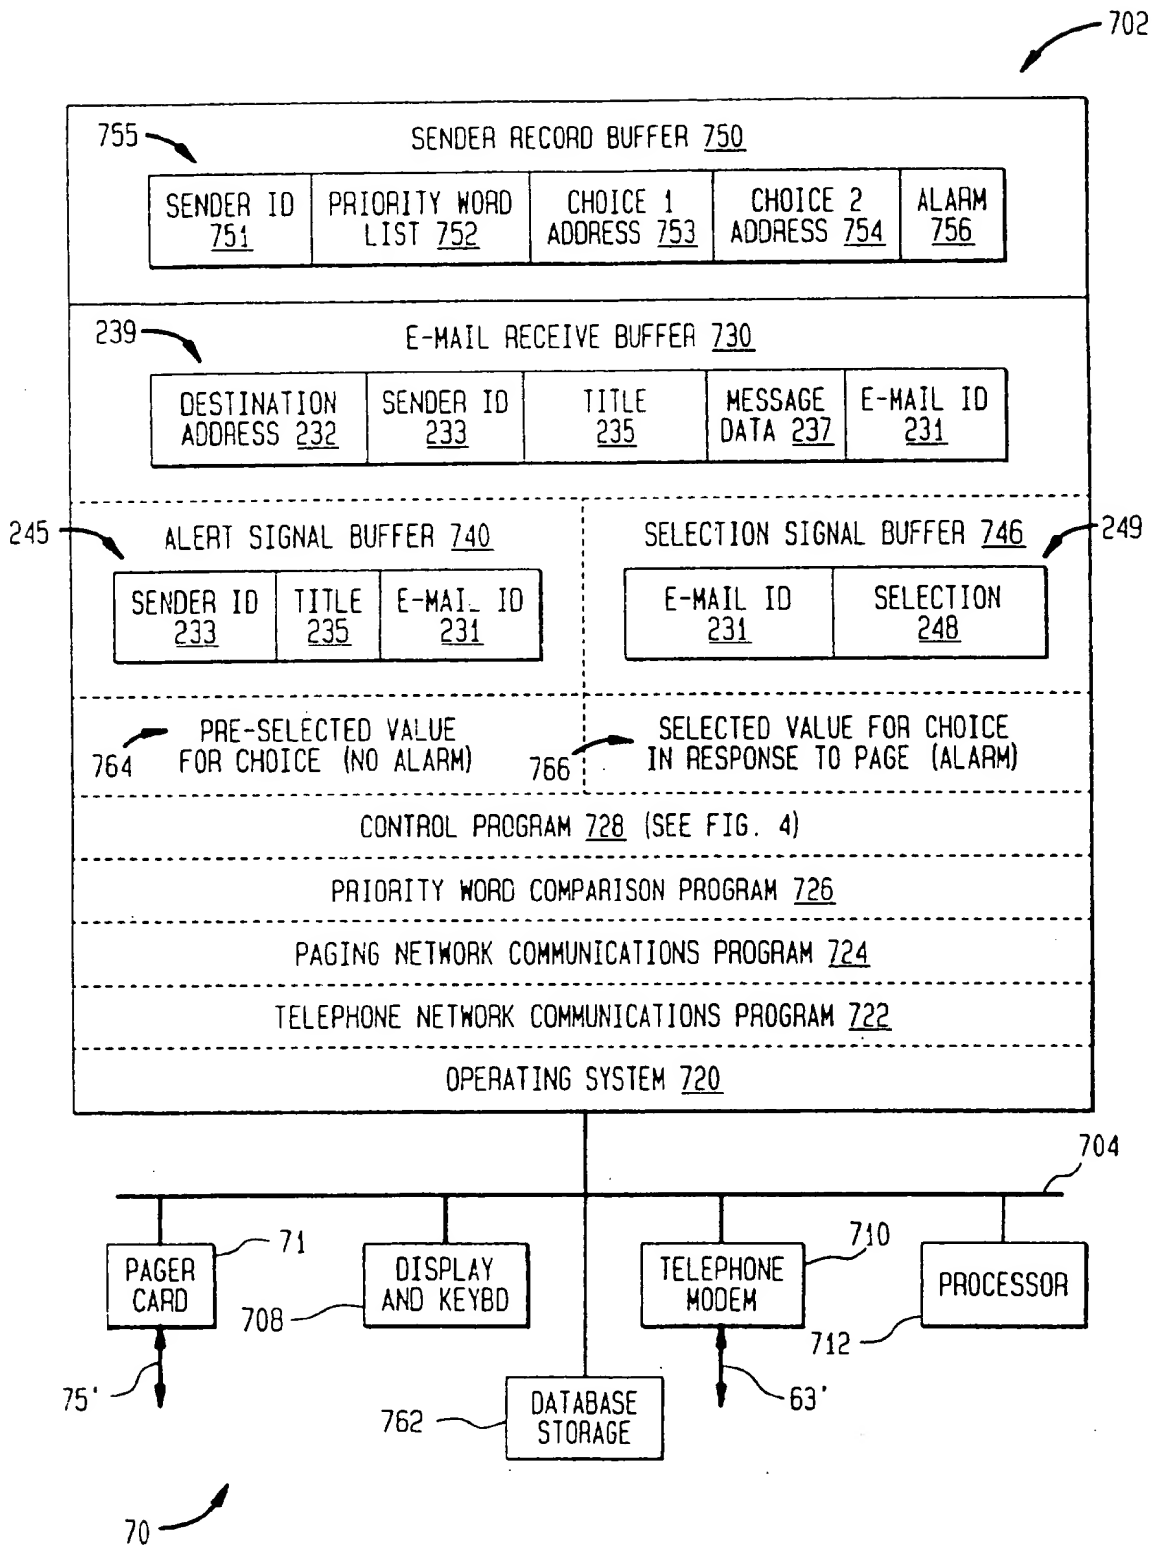 702
755
SENDER RECORD BUFFER 750
SENDER ID
751
PRIORITY WORD
LIST 752
CHOICE 1
ADDRESS 753
CHOICE 2
ADDRESS 754
ALARM
756
239
E-MAIL RECEIVE BUFFER 730
DESTINATION
ADDRESS 232
SENDER ID
233
TITLE
235
MESSAGE
DATA 237
E-MAIL ID
231
245
ALERT SIGNAL BUFFER 740
SENDER ID
233
TITLE
235
E-MAIL ID
231
SELECTION SIGNAL BUFFER 746
249
E-MAIL ID
231
SELECTION
248
764
PRE-SELECTED VALUE
FOR CHOICE (NO ALARM)
766
SELECTED VALUE FOR CHOICE
IN RESPONSE TO PAGE (ALARM)
CONTROL PROGRAM 728 (SEE FIG. 4)
PRIORITY WORD COMPARISON PROGRAM 726
PAGING NETWORK COMMUNICATIONS PROGRAM 724
TELEPHONE NETWORK COMMUNICATIONS PROGRAM 722
OPERATING SYSTEM 720
704
71
PAGER
CARD
75'
DISPLAY
AND KEYBD
708
710
TELEPHONE
MODEM
63'
PROCESSOR
712
DATABASE
STORAGE
762
70